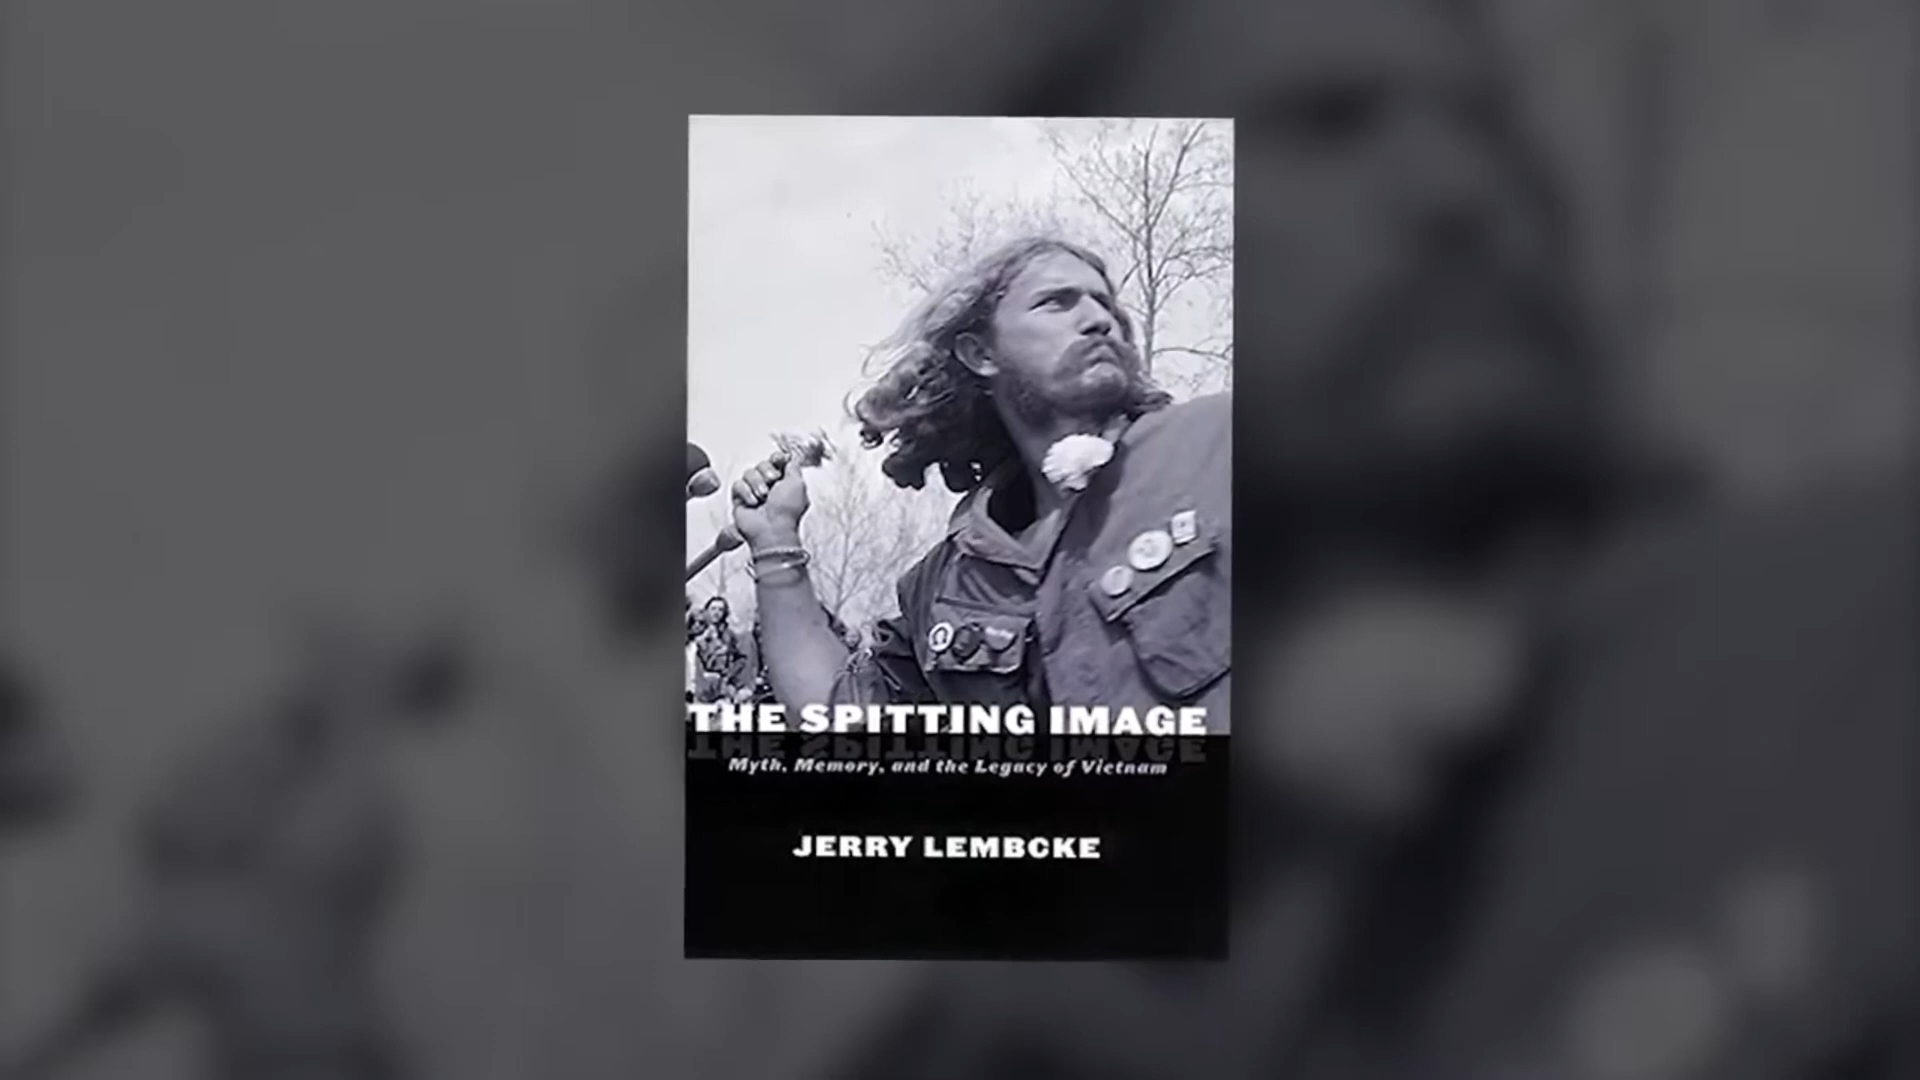 THE SPITTING IMAGE
Myth, Memory, and the Legacy of Vietnam
JERRY LEMBCKE